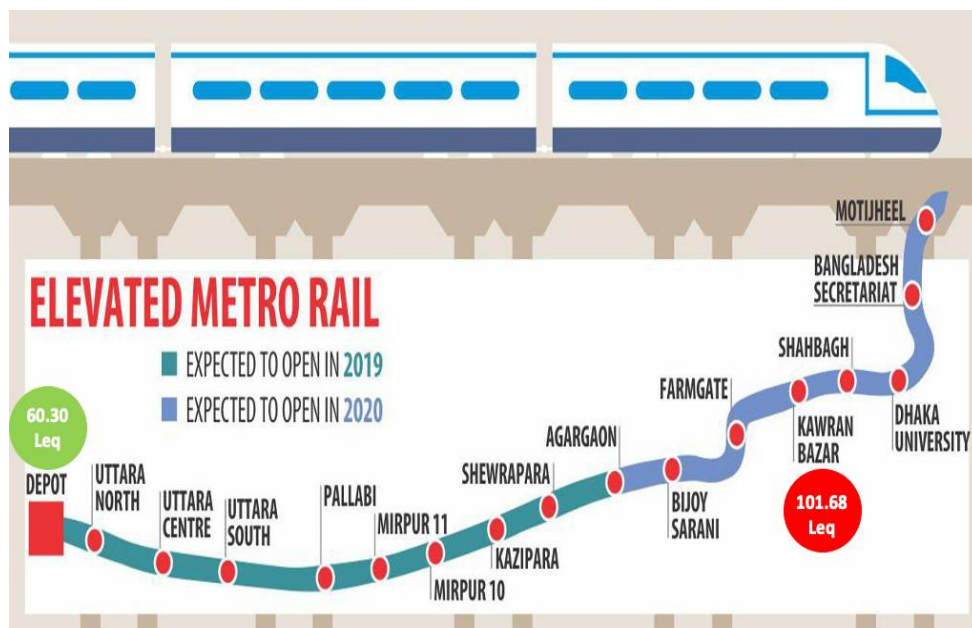 ELEVATED METRO RAIL
EXPECTED TO OPEN IN 2019
EXPECTED TO OPEN IN 2020
60.30
Leq
DEPOT
UTTARA
NORTH
UTTARA
CENTRE
UTTARA
SOUTH
PALLABI
MIRPUR 11
MIRPUR 10
KAZIPARA
SHEWRAPARA
AGARGAON
BIJOY
SARANI
FARMGATE
KAWRAN
BAZAR
101.68
Leq
SHAHBAGH
DHAKA
UNIVERSITY
BANGLADESH
SECRETARIAT
MOTIJHEEL